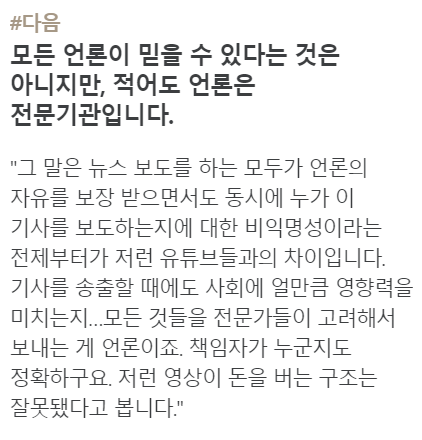 #다음
모든 언론이 믿을 수 있다는 것은
아니지만, 적어도 언론은
전문기관입니다.
"그 말은 뉴스 보도를 하는 모두가 언론의
자유를 보장 받으면서도 동시에 누가 이
기사를 보도하는지에 대한 비익명성이라는
전제부터가 저런 유튜브들과의 차이입니다.
기사를 송출할 때에도 사회에 얼만큼 영향력을
미치는지...모든 것들을 전문가들이 고려해서
보내는 게 언론이죠. 책임자가 누군지도
정확하구요. 저런 영상이 돈을 버는 구조는
잘못됐다고 봅니다."